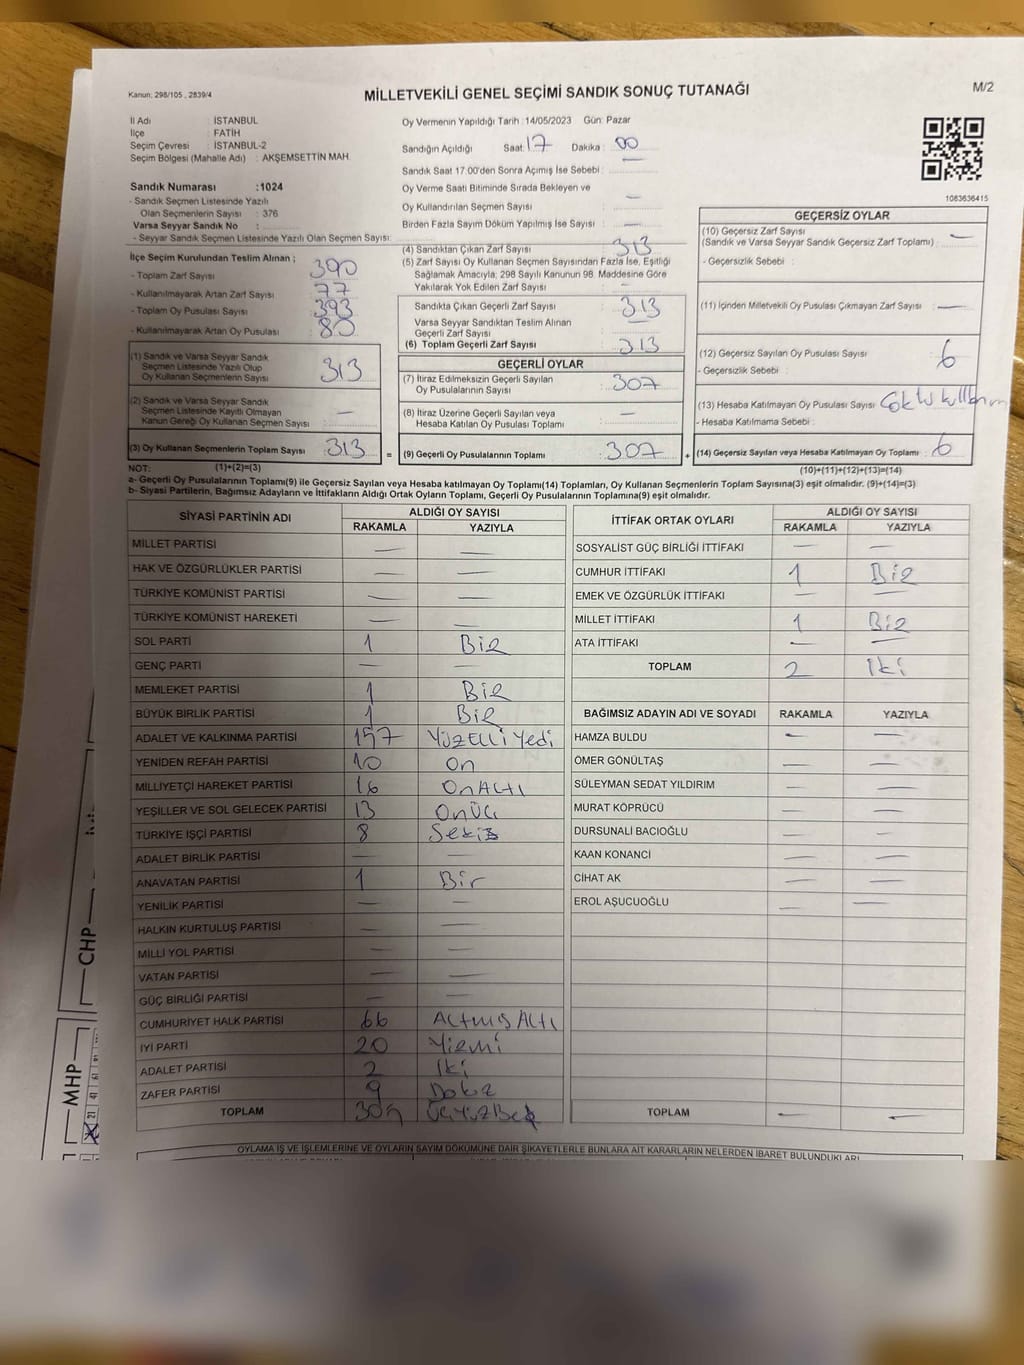 Kanun: 298/105 , 2839/4
MİLLETVEKİLİ GENEL SEÇİMİ SANDIK SONUÇ TUTANAĞI
M/2
İl Adı : İSTANBUL
İlçe : FATİH
Seçim Çevresi : İSTANBUL-2
Seçim Bölgesi (Mahalle Adı) : AKŞEMSETTİN MAH.
Sandık Numarası :1024
- Sandık Seçmen Listesinde Yazılı
Olan Seçmenlerin Sayısı : 376
Varsa Seyyar Sandık No :
- Seyyar Sandık Seçmen Listesinde Yazılı Olan Seçmen Sayısı:
İlçe Seçim Kurulundan Teslim Alınan ;
- Toplam Zarf Sayısı : 390
- Kullanılmayarak Artan Zarf Sayısı : 77
- Toplam Oy Pusulası Sayısı : 393
- Kullanılmayarak Artan Oy Pusulası : 80
Oy Vermenin Yapıldığı Tarih :14/05/2023 Gün: Pazar
Sandığın Açıldığı Saat: 17 Dakika : 00
Sandık Saat 17.00'den Sonra Açımış İse Sebebi : —
Oy Verme Saati Bitiminde Sırada Bekleyen ve
Oy Kullandırılan Seçmen Sayısı : —
Birden Fazla Sayım Döküm Yapılmış İse Sayısı : —
(4) Sandıktan Çıkan Zarf Sayısı : 313
(5) Zarf Sayısı Oy Kullanan Seçmen Sayısından Fazla İse, Eşitliği
Sağlamak Amacıyla; 298 Sayılı Kanunun 98. Maddesine Göre
Yakılarak Yok Edilen Zarf Sayısı : —
Sandıkta Çıkan Geçerli Zarf Sayısı : 313
Varsa Seyyar Sandıktan Teslim Alınan
Geçerli Zarf Sayısı : —
(6) Toplam Geçerli Zarf Sayısı : 313
1083636415
GEÇERSİZ OYLAR
(10) Geçersiz Zarf Sayısı : —
(Sandık ve Varsa Seyyar Sandık Geçersiz Zarf Toplamı)
- Geçersizlik Sebebi :
(11) İçinden Milletvekili Oy Pusulası Çıkmayan Zarf Sayısı : —
(12) Geçersiz Sayılan Oy Pusulası Sayısı : 6
- Geçersizlik Sebebi :
(13) Hesaba Katılmayan Oy Pusulası Sayısı :
- Hesaba Katılmama Sebebi :
(14) Geçersiz Sayılan veya Hesaba Katılmayan Oy Toplamı : 6
(1) Sandık ve Varsa Seyyar Sandık
Seçmen Listesinde Yazılı Olup
Oy Kullanan Seçmenlerin Sayısı : 313
(2) Sandık ve Varsa Seyyar Sandık
Seçmen Listesinde Kayıtlı Olmayan
Kanun Gereği Oy Kullanan Seçmen Sayısı : —
(3) Oy Kullanan Seçmenlerin Toplam Sayısı : 313 =
GEÇERLİ OYLAR
(7) İtiraz Edilmeksizin Geçerli Sayılan
Oy Pusulalarının Sayısı : 307
(8) İtiraz Üzerine Geçerli Sayılan veya
Hesaba Katılan Oy Pusulası Toplamı : —
(9) Geçerli Oy Pusulalarının Toplamı : 307 +
NOT: (1)+(2)=(3) (10)+(11)+(12)+(13)=(14)
a- Geçerli Oy Pusulalarının Toplamı(9) ile Geçersiz Sayılan veya Hesaba katılmayan Oy Toplamı(14) Toplamları, Oy Kullanan Seçmenlerin Toplam Sayısına(3) eşit olmalıdır. (9)+(14)=(3)
b- Siyasi Partilerin, Bağımsız Adayların ve İttifakların Aldığı Ortak Oyların Toplamı, Geçerli Oy Pusulalarının Toplamına(9) eşit olmalıdır.
SİYASİ PARTİNİN ADI ALDIĞI OY SAYISI
RAKAMLA YAZIYLA
MİLLET PARTİSİ — —
HAK VE ÖZGÜRLÜKLER PARTİSİ — —
TÜRKİYE KOMÜNİST PARTİSİ — —
TÜRKİYE KOMÜNİST HAREKETİ — —
SOL PARTİ 1 Bir
GENÇ PARTİ — —
MEMLEKET PARTİSİ 1 Bir
BÜYÜK BİRLİK PARTİSİ 1 Bir
ADALET VE KALKINMA PARTİSİ 157 Yüzelli yedi
YENİDEN REFAH PARTİSİ 10 On
MİLLİYETÇİ HAREKET PARTİSİ 16 OnAltı
YEŞİLLER VE SOL GELECEK PARTİSİ 13 Onüç
TÜRKİYE İŞÇİ PARTİSİ 8 Sekiz
ADALET BİRLİK PARTİSİ — —
ANAVATAN PARTİSİ 1 Bir
YENİLİK PARTİSİ — —
HALKIN KURTULUŞ PARTİSİ — —
MİLLİ YOL PARTİSİ — —
VATAN PARTİSİ — —
GÜÇ BİRLİĞİ PARTİSİ — —
CUMHURİYET HALK PARTİSİ 66 Altmış Altı
İYİ PARTİ 20 Yirmi
ADALET PARTİSİ 2 İki
ZAFER PARTİSİ 9
TOPLAM 305 ÜçYüzBeş
İTTİFAK ORTAK OYLARI ALDIĞI OY SAYISI
RAKAMLA YAZIYLA
SOSYALİST GÜÇ BİRLİĞİ İTTİFAKI — —
CUMHUR İTTİFAKI 1 Bir
EMEK VE ÖZGÜRLÜK İTTİFAKI — —
MİLLET İTTİFAKI 1 Bir
ATA İTTİFAKI — —
TOPLAM 2 İki
BAĞIMSIZ ADAYIN ADI VE SOYADI RAKAMLA YAZIYLA
HAMZA BULDU — —
ÖMER GÖNÜLTAŞ — —
SÜLEYMAN SEDAT YILDIRIM — —
MURAT KÖPRÜCÜ — —
DURSUNALİ BACIOĞLU — —
KAAN KONANCİ — —
CİHAT AK — —
EROL AŞUCUOĞLU — —
TOPLAM — —
OYLAMA İŞ VE İŞLEMLERİNE VE OYLARIN SAYIM DÖKÜMÜNE DAİR ŞİKAYETLERLE BUNLARA AİT KARARLARIN NELERDEN İBARET BULUNDUKLARI
CHP
MHP